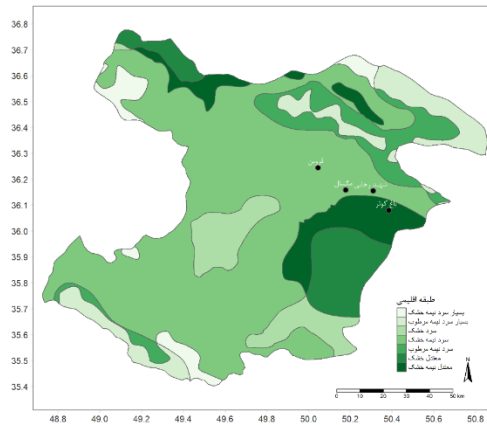 36.8
36.7
36.6
36.5
36.4
36.3
36.2
36.1
36.0
35.9
35.8
35.7
35.6
35.5
35.4
قزوین
مگسال
باغ کوثر
طبقه اقلیمی
بسیار سرد نیمه خشک
بسیار سرد نیمه مرطوب
سرد خشک
سرد نیمه خشک
سرد نیمه مرطوب
معتدل خشک
معتدل نیمه خشک
N
0 10 20 30 40 50 km
48.8 49.0 49.2 49.4 49.6 49.8 50.0 50.2 50.4 50.6 50.8